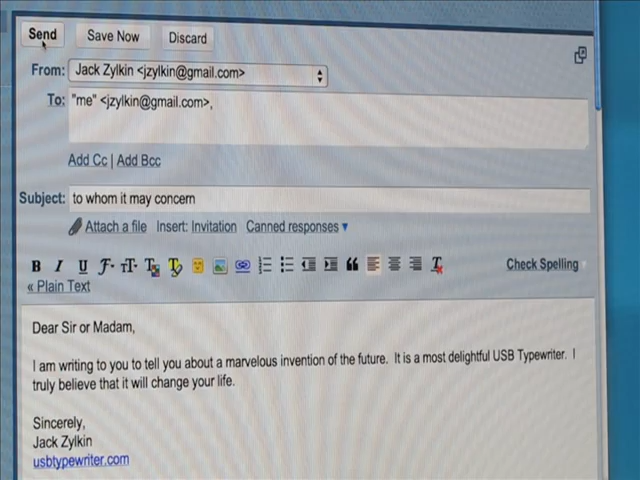 Send Save Now Discard
From: Jack Zylkin <jzylkin@gmail.com>
To: "me" <jzylkin@gmail.com>,
Add Cc | Add Bcc
Subject: to whom it may concern
Attach a file Insert: Invitation Canned responses ▼
B I U Check Spelling
« Plain Text
Dear Sir or Madam,
I am writing to you to tell you about a marvelous invention of the future. It is a most delightful USB Typewriter. I
truly believe that it will change your life.
Sincerely,
Jack Zylkin
usbtypewriter.com